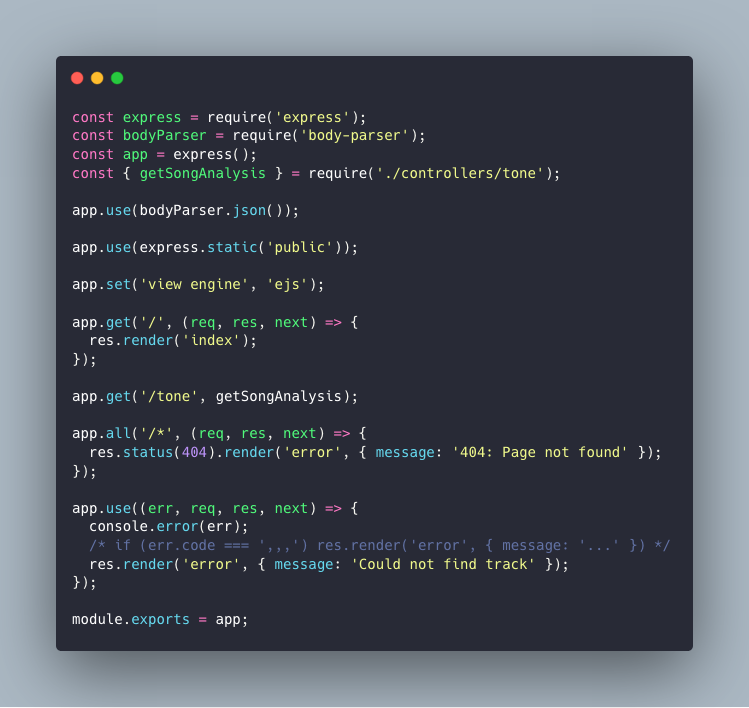 const express = require('express');
const bodyParser = require('body-parser');
const app = express();
const { getSongAnalysis } = require('./controllers/tone');
app.use(bodyParser.json());
app.use(express.static('public'));
app.set('view engine', 'ejs');
app.get('/', (req, res, next) => {
  res.render('index');
});
app.get('/tone', getSongAnalysis);
app.all('/*', (req, res, next) => {
  res.status(404).render('error', { message: '404: Page not found' });
});
app.use((err, req, res, next) => {
  console.error(err);
  /* if (err.code === ',,,') res.render('error', { message: '...' }) */
  res.render('error', { message: 'Could not find track' });
});
module.exports = app;